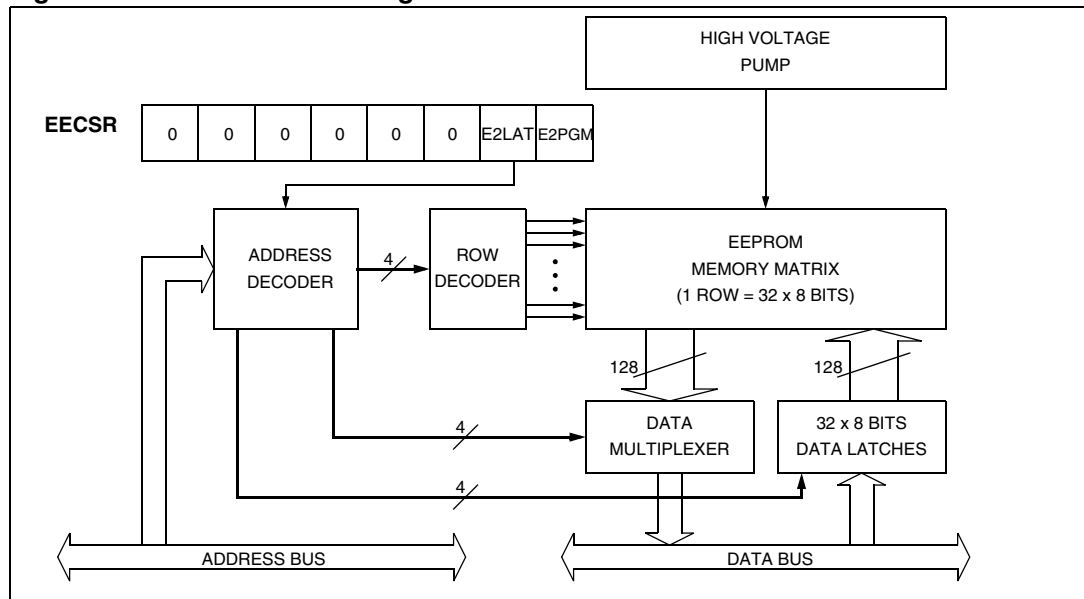 HIGH VOLTAGE
PUMP
EECSR
0 0 0 0 0 0 E2LAT E2PGM
ADDRESS
DECODER
4
ROW
DECODER
EEPROM
MEMORY MATRIX
(1 ROW = 32 x 8 BITS)
128
128
4
DATA
MULTIPLEXER
32 x 8 BITS
DATA LATCHES
4
ADDRESS BUS
DATA BUS